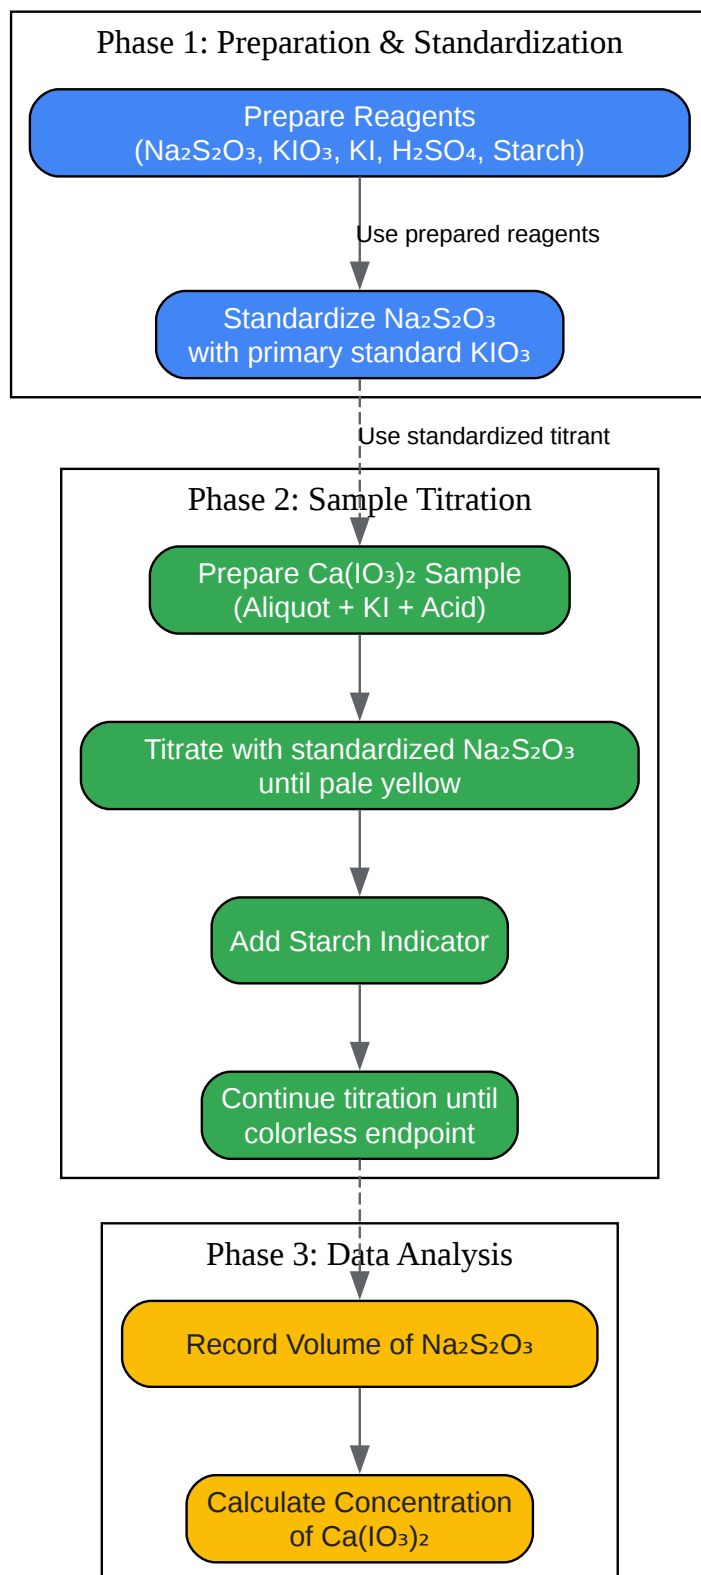 Phase 1: Preparation & Standardization
Prepare Reagents
(Na₂S₂O₃, KIO₃, KI, H₂SO₄, Starch)
Use prepared reagents
Standardize Na₂S₂O₃
with primary standard KIO₃
Use standardized titrant
Phase 2: Sample Titration
Prepare Ca(IO₃)₂ Sample
(Aliquot + KI + Acid)
Titrate with standardized Na₂S₂O₃
until pale yellow
Add Starch Indicator
Continue titration until
colorless endpoint
Phase 3: Data Analysis
Record Volume of Na₂S₂O₃
Calculate Concentration
of Ca(IO₃)₂